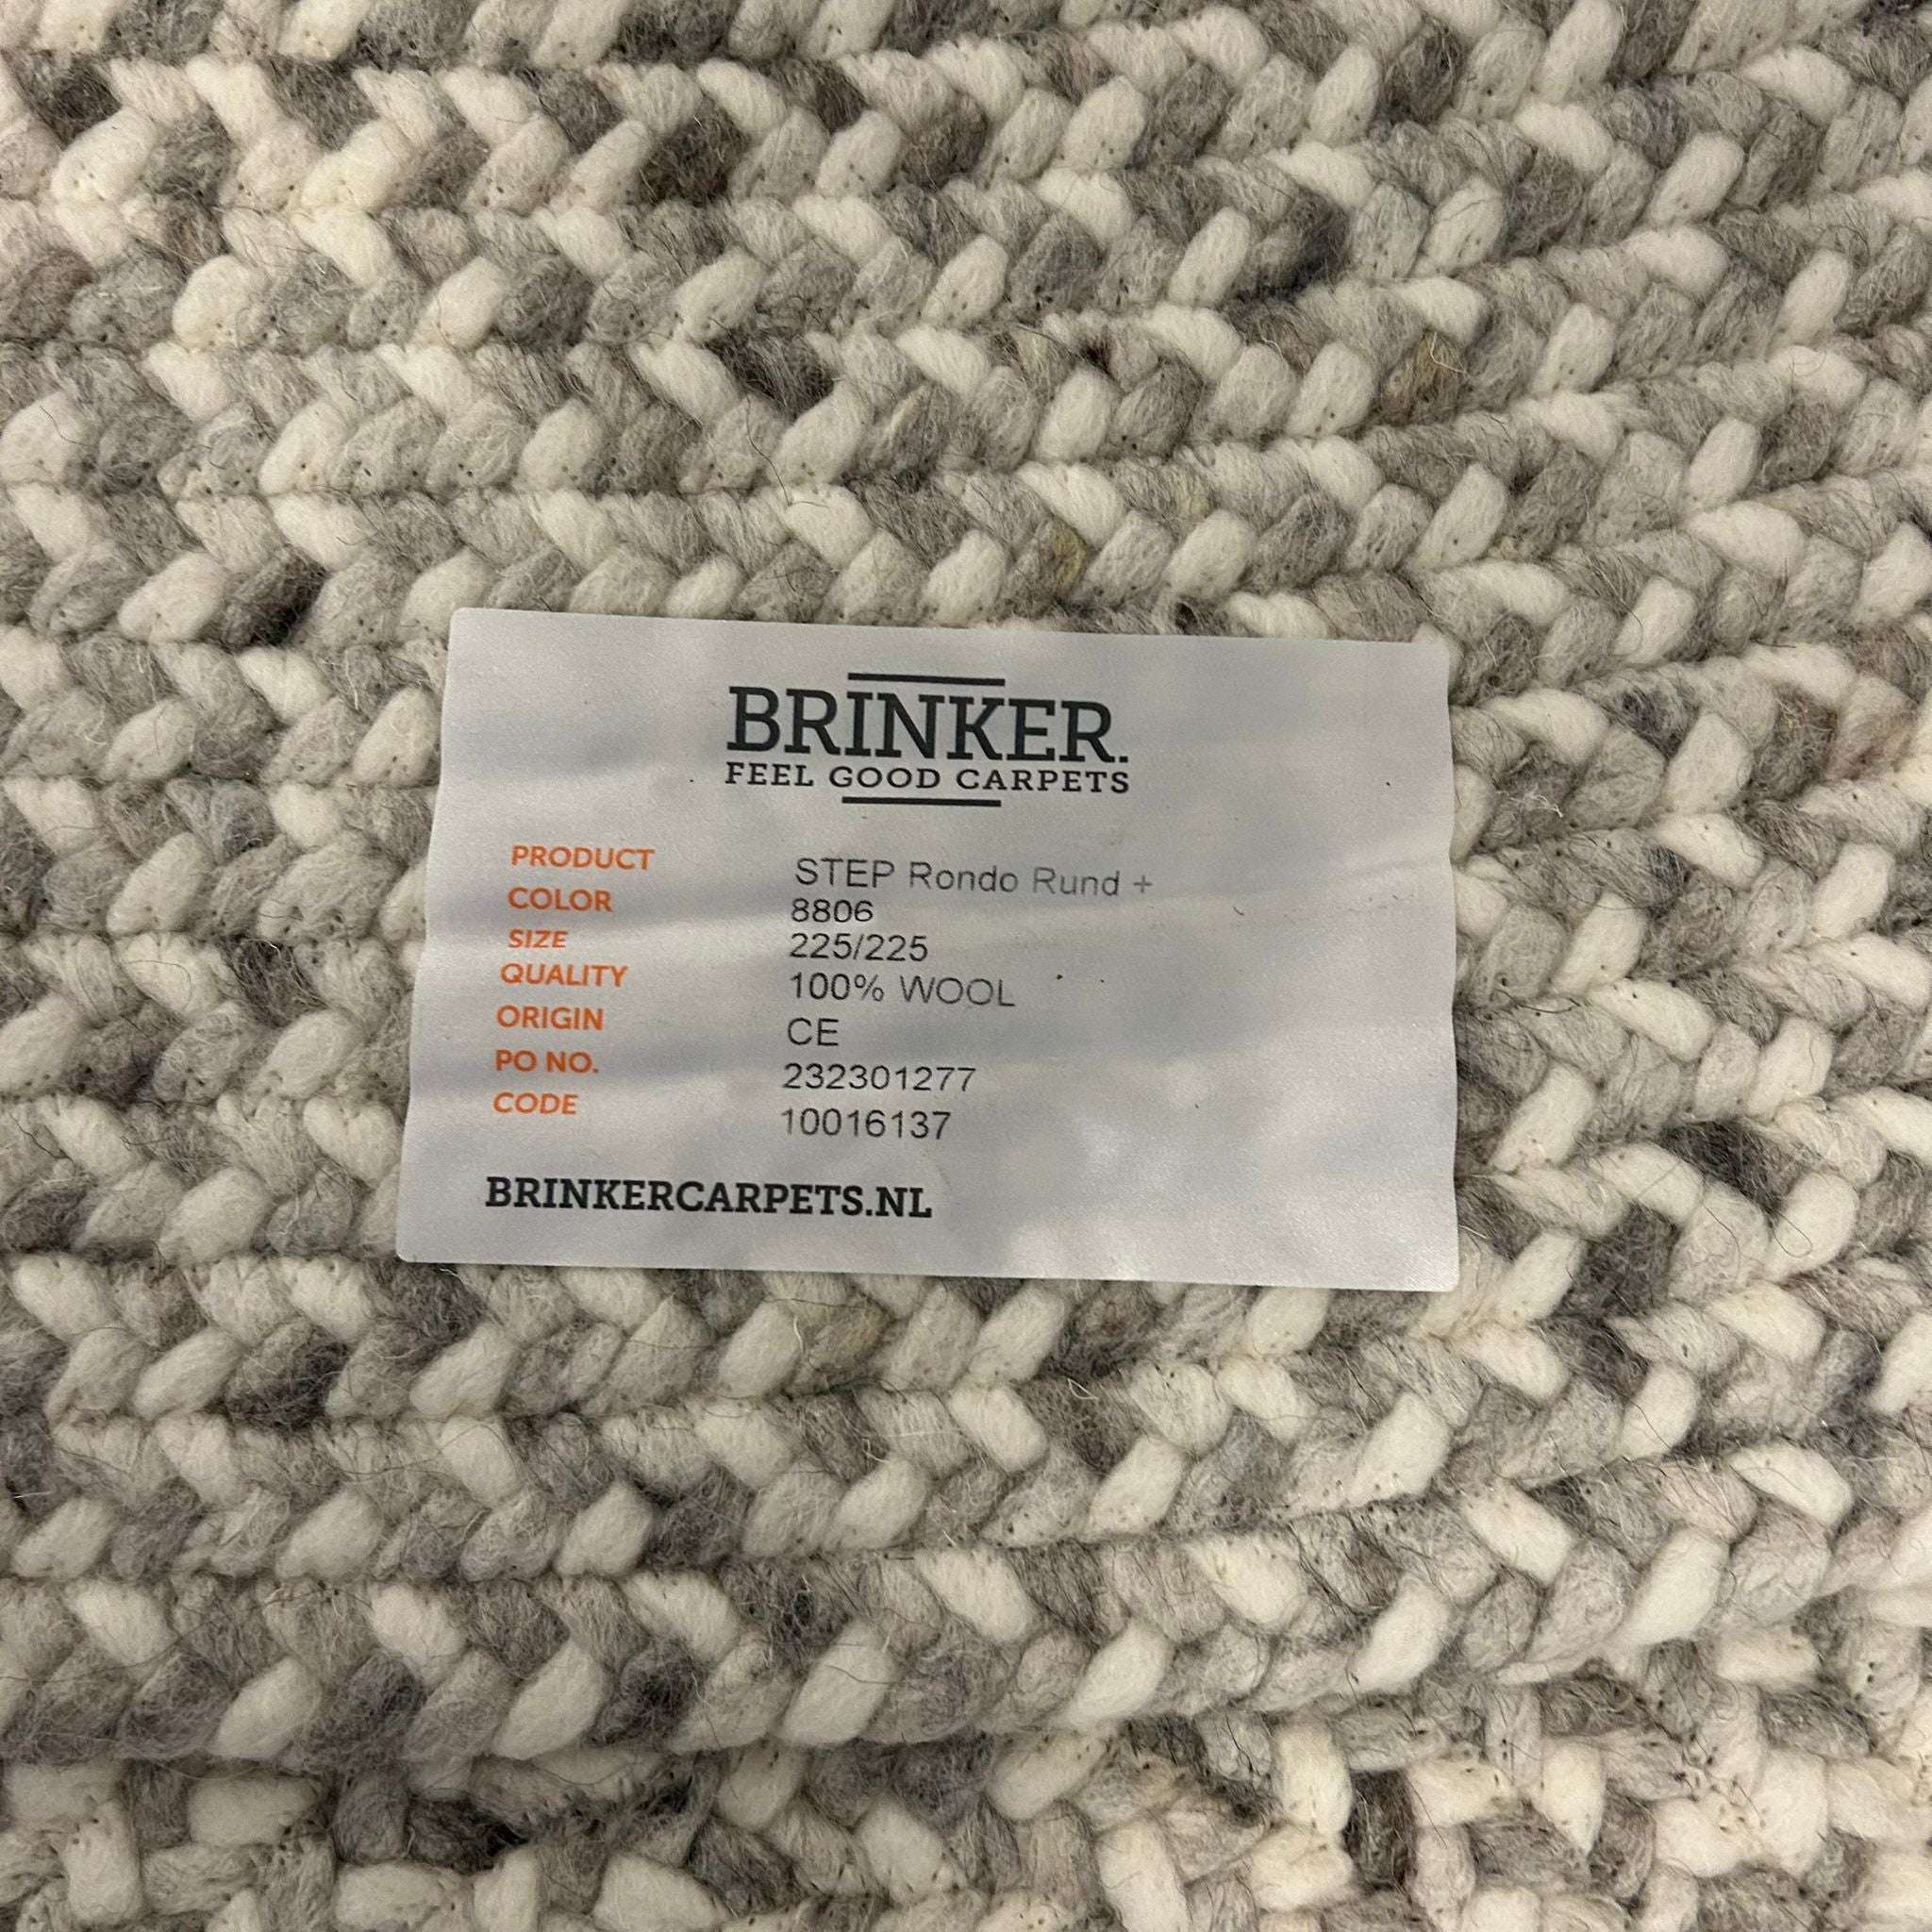 BRINKER.
FEEL GOOD CARPETS
PRODUCT STEP Rondo Rund +
COLOR 8806
SIZE 225/225
QUALITY 100% WOOL
ORIGIN CE
PO NO. 232301277
CODE 10016137
BRINKERCARPETS.NL